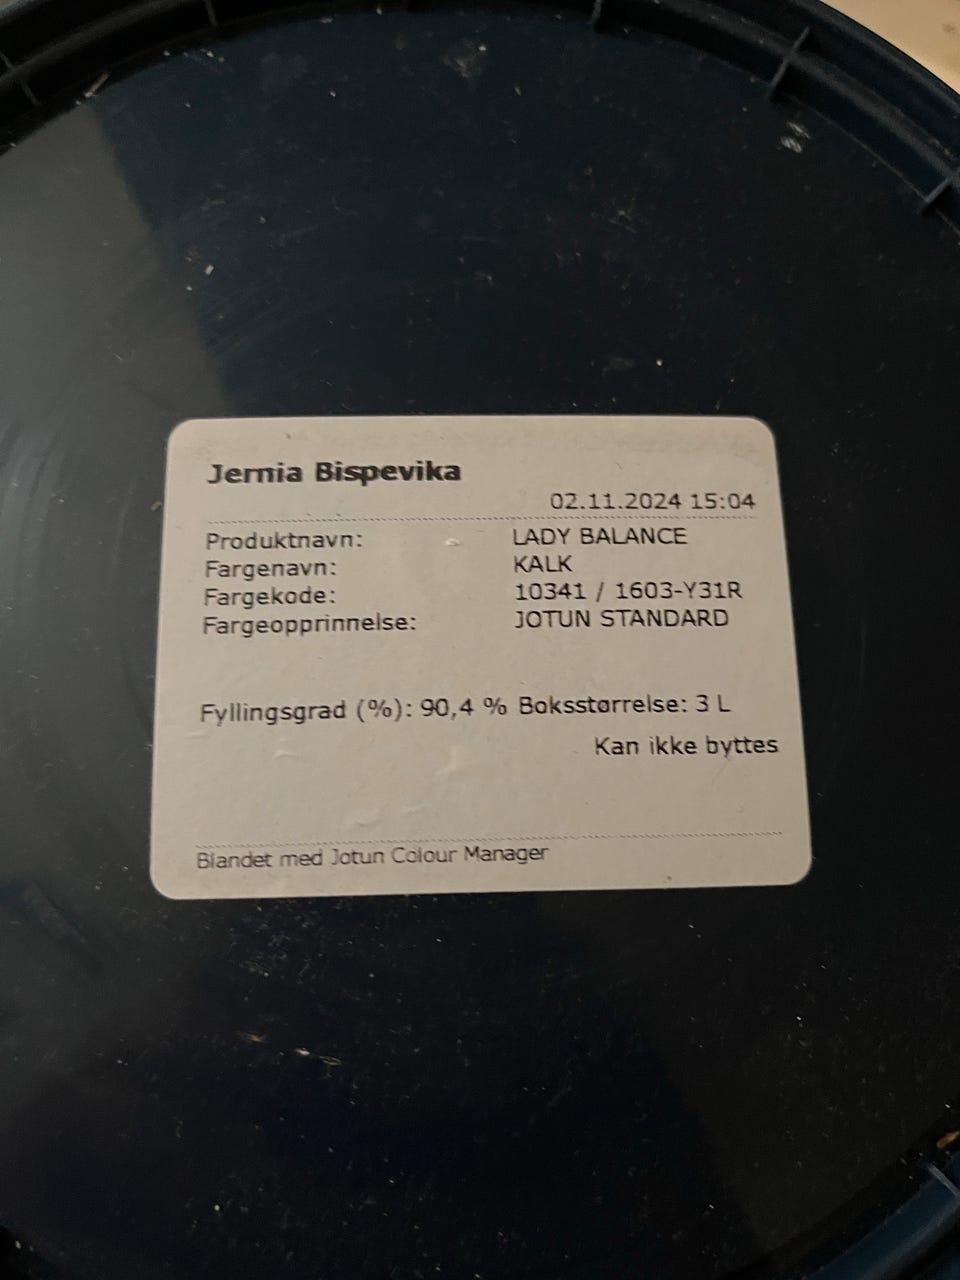 Jernia Bispevika
02.11.2024 15:04
Produktnavn: LADY BALANCE
Fargenavn: KALK
Fargekode: 10341 / 1603-Y31R
Fargeopprinnelse: JOTUN STANDARD
Fyllingsgrad (%): 90,4 % Boksstørrelse: 3 L
Kan ikke byttes
Blandet med Jotun Colour Manager